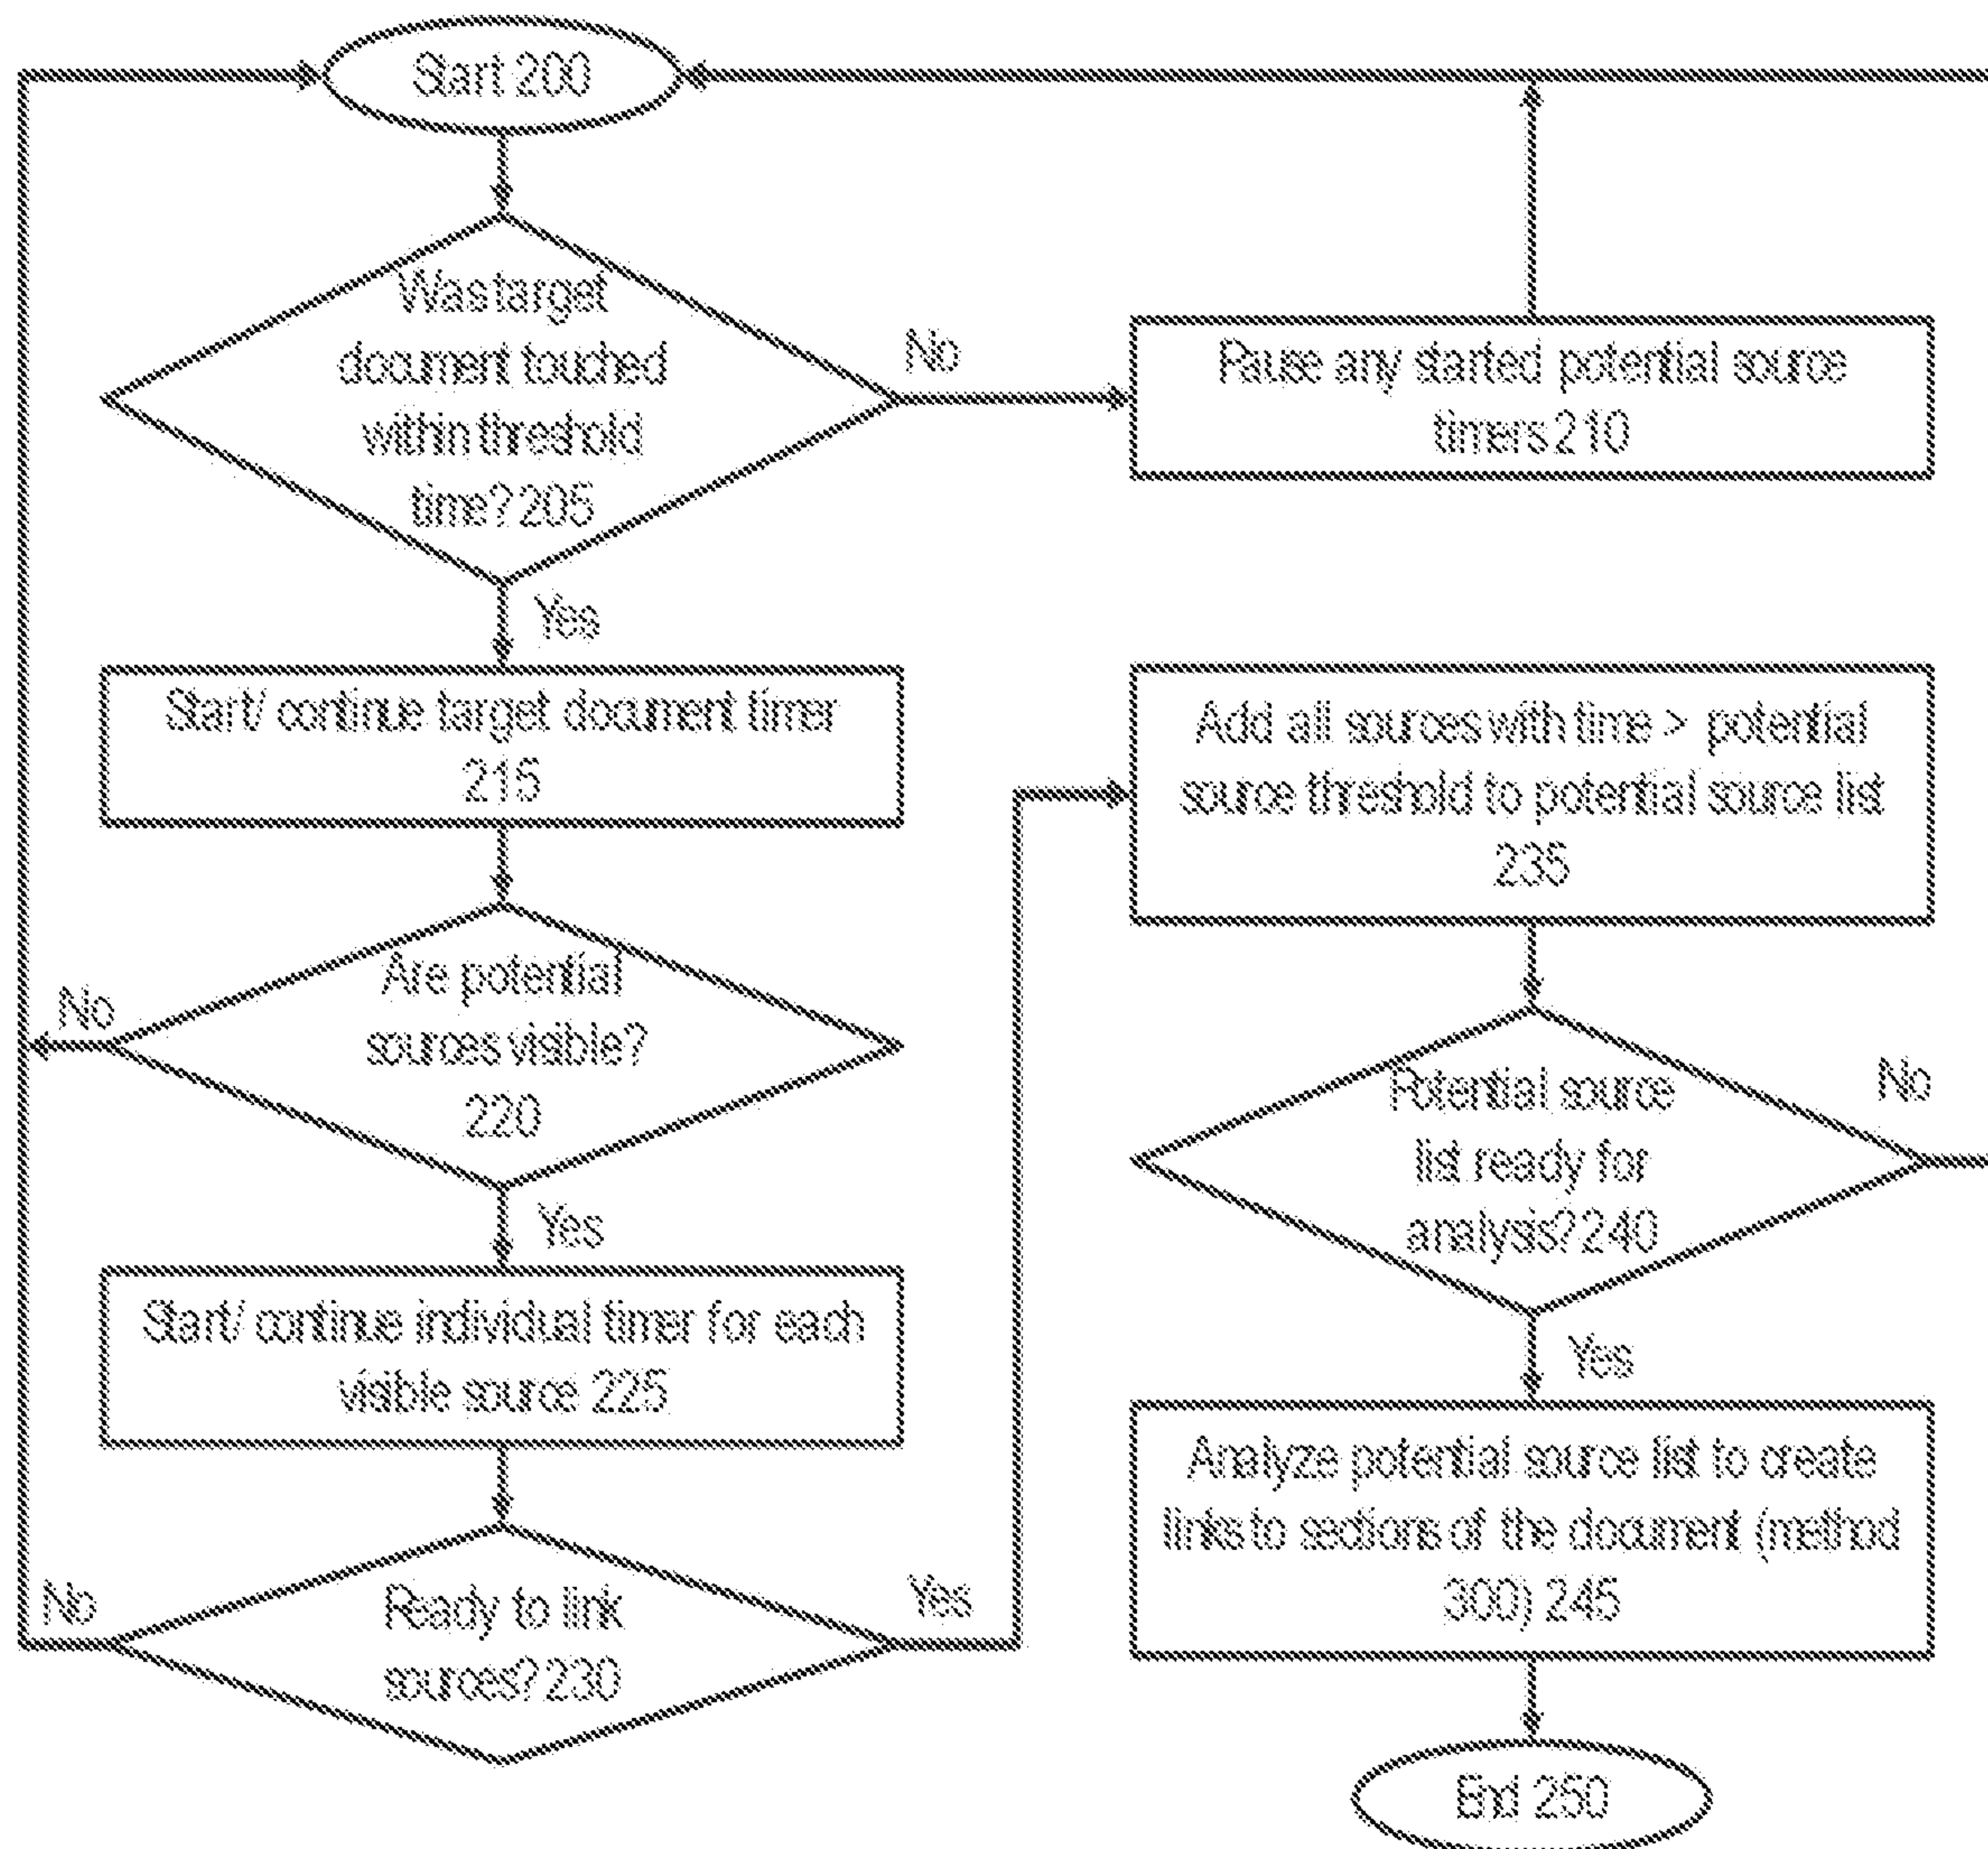 Start 200
Was target
document touched
within threshold
time? 205
No
Pause any started potential source
timers 210
Yes
Start/ continue target document timer
215
Are potential
sources visible?
220
No
Yes
Start/ continue individual timer for each
visible source 225
Ready to link
sources? 230
No
Yes
Add all sources with time > potential
source threshold to potential source list
235
Potential source
list ready for
analysis? 240
No
Yes
Analyze potential source list to create
links to sections of the document (method
300) 245
End 250